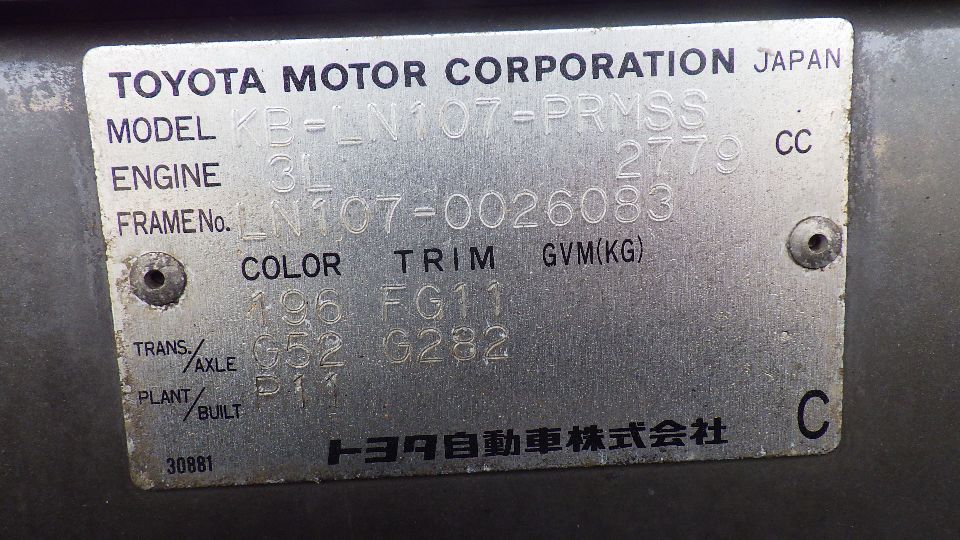 TOYOTA MOTOR CORPORATION JAPAN
MODEL KB-LN107-PRMSS
ENGINE 3L 2779 CC
FRAME No. LN107-0026083
COLOR TRIM GVM(KG)
196 FG11
TRANS./AXLE G52 G282
PLANT/BUILT P11
トヨタ自動車株式会社 C
30881